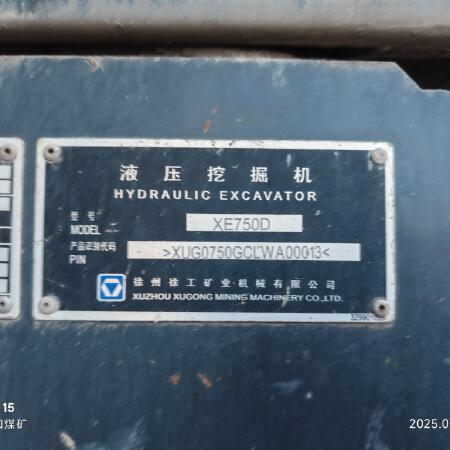 液压挖掘机
HYDRAULIC EXCAVATOR
型号
MODEL
XE750D
产品识别代码
PIN
>XUG0750GCLWA00013<
徐州徐工矿业机械有限公司
XUZHOU XUGONG MINING MACHINERY CO.,LTD.
15
煤矿
2025.0